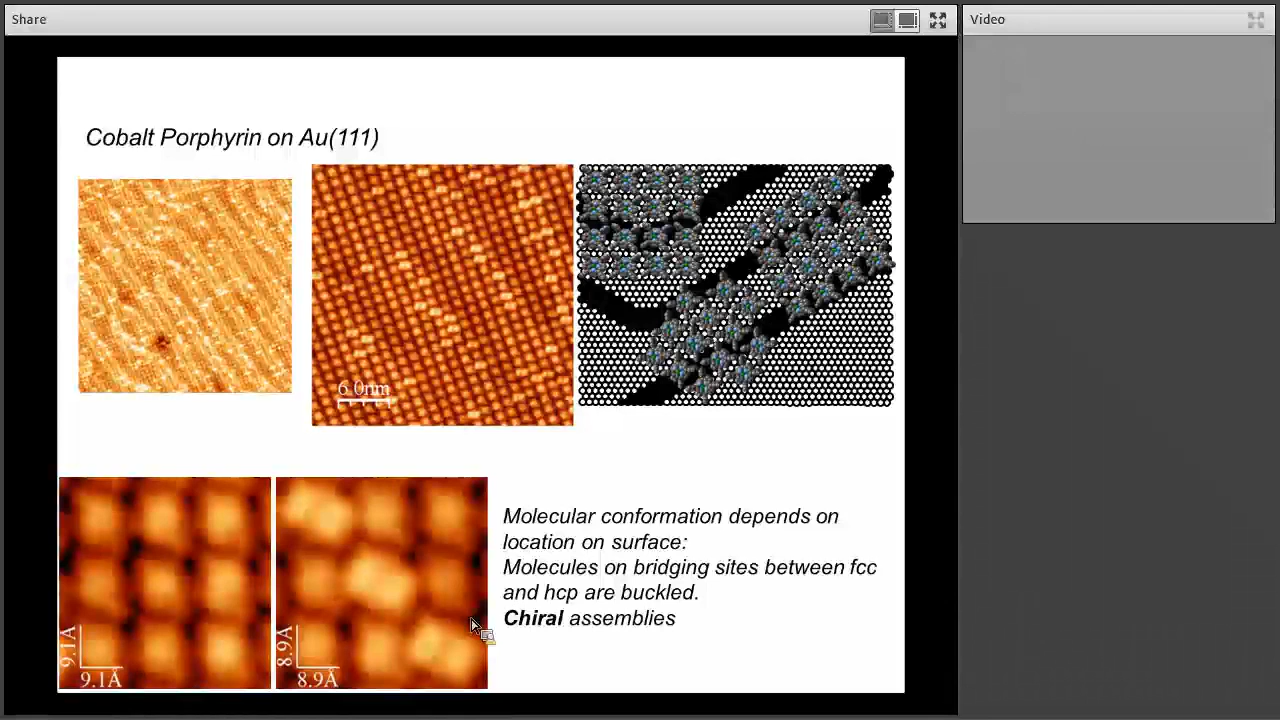 Share
Video
Cobalt Porphyrin on Au(111)
6.0nm
9.1Å
9.1Å
8.9Å
8.9Å
Molecular conformation depends on
location on surface:
Molecules on bridging sites between fcc
and hcp are buckled.
Chiral assemblies